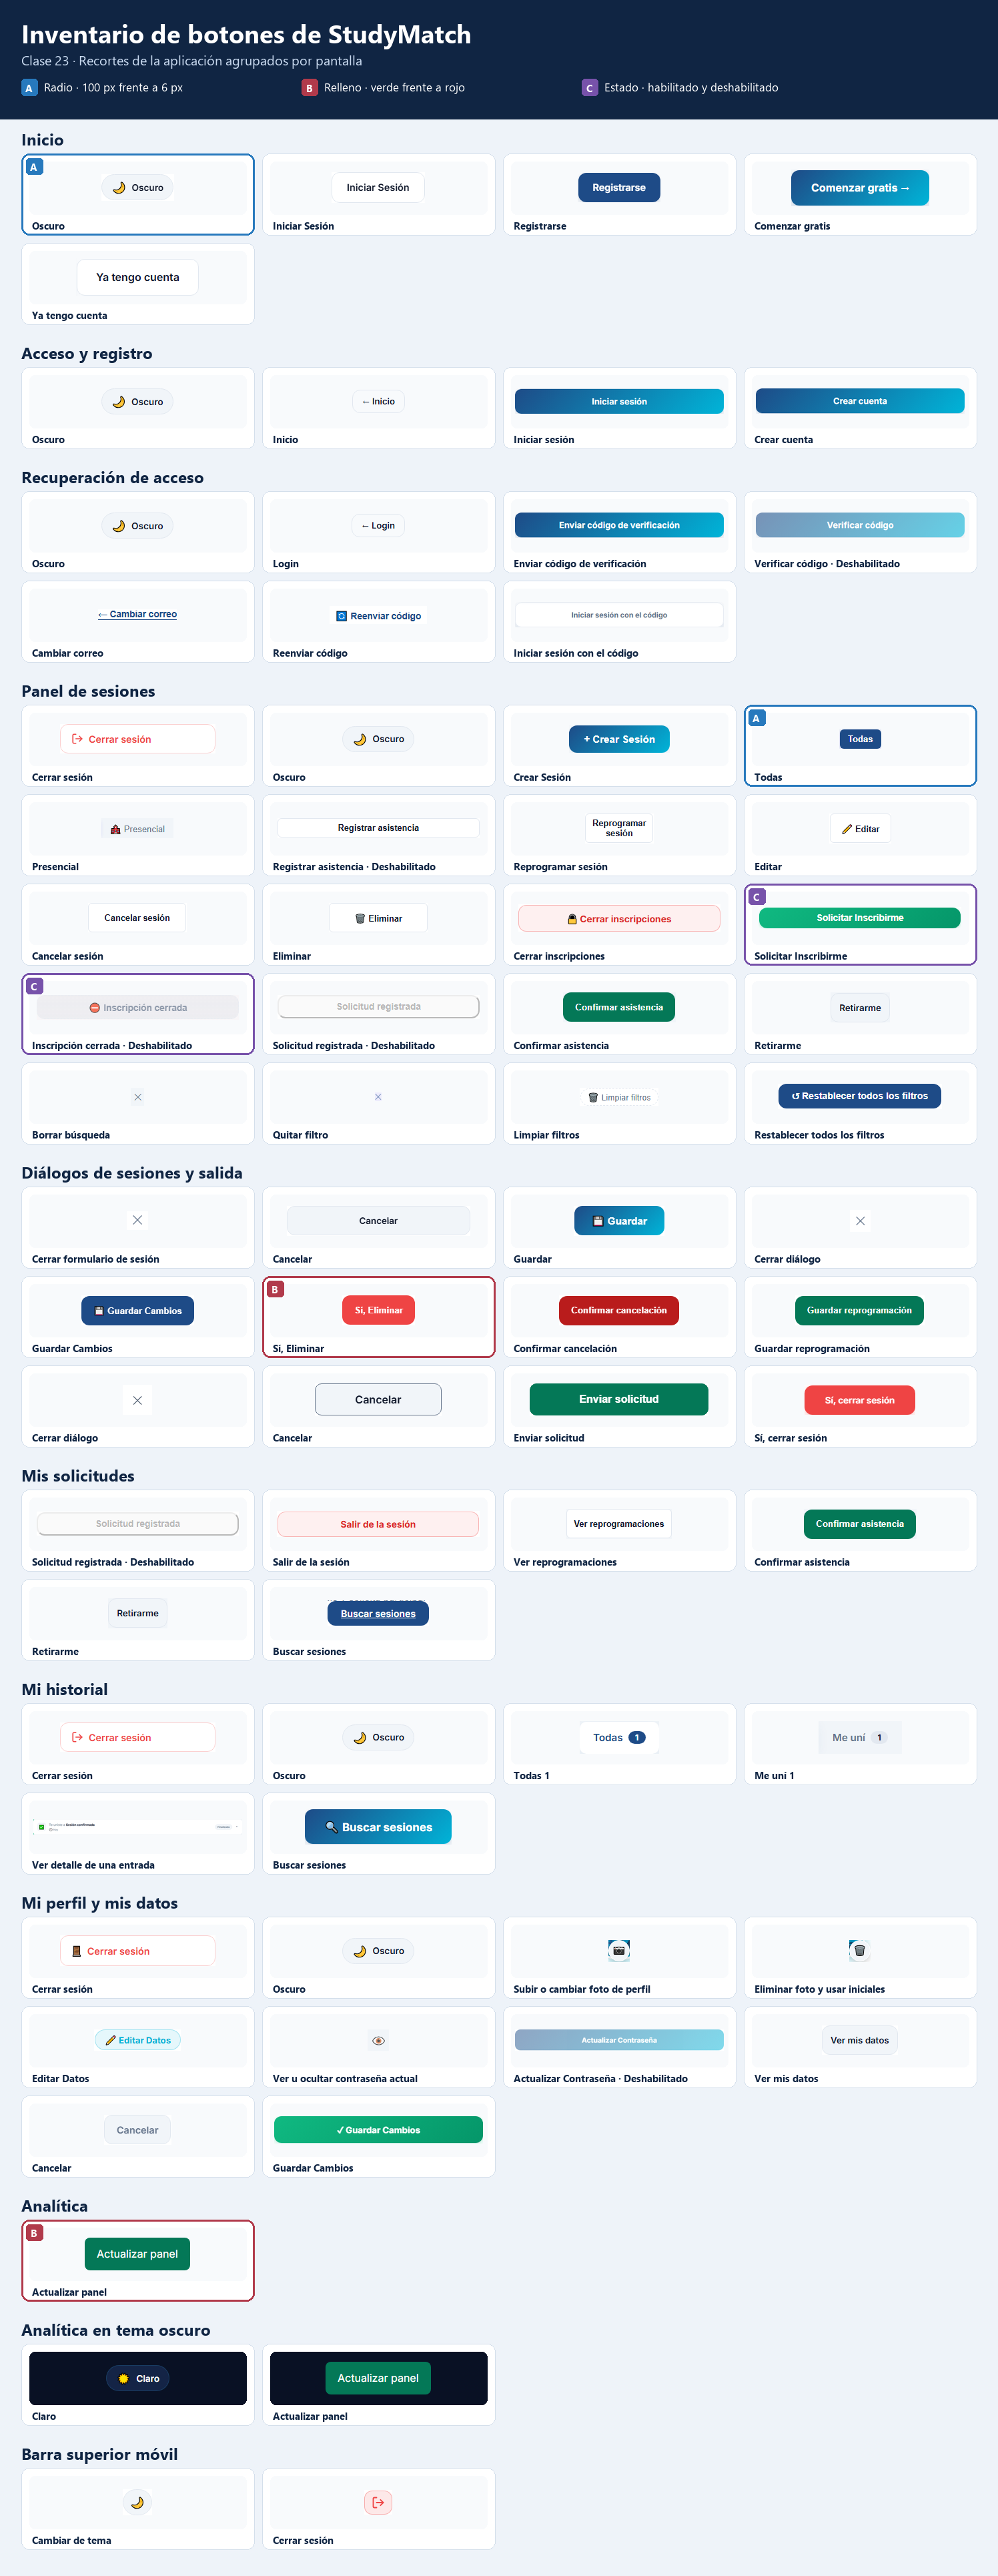 Inventario de botones de StudyMatch
Clase 23 · Recortes de la aplicación agrupados por pantalla
A Radio · 100 px frente a 6 px
B Relleno · verde frente a rojo
C Estado · habilitado y deshabilitado
Inicio
A
Oscuro
Oscuro
Iniciar Sesión
Iniciar Sesión
Registrarse
Registrarse
Comenzar gratis →
Comenzar gratis
Ya tengo cuenta
Ya tengo cuenta
Acceso y registro
Oscuro
Oscuro
← Inicio
Inicio
Iniciar sesión
Iniciar sesión
Crear cuenta
Crear cuenta
Recuperación de acceso
Oscuro
Oscuro
← Login
Login
Enviar código de verificación
Enviar código de verificación
Verificar código
Verificar código · Deshabilitado
← Cambiar correo
Cambiar correo
Reenviar código
Reenviar código
Iniciar sesión con el código
Iniciar sesión con el código
Panel de sesiones
Cerrar sesión
Cerrar sesión
Oscuro
Oscuro
+ Crear Sesión
Crear Sesión
A
Todas
Todas
Presencial
Presencial
Registrar asistencia
Registrar asistencia · Deshabilitado
Reprogramar
sesión
Reprogramar sesión
Editar
Editar
Cancelar sesión
Cancelar sesión
Eliminar
Eliminar
Cerrar inscripciones
Cerrar inscripciones
C
Solicitar Inscribirme
Solicitar Inscribirme
C
Inscripción cerrada
Inscripción cerrada · Deshabilitado
Solicitud registrada
Solicitud registrada · Deshabilitado
Confirmar asistencia
Confirmar asistencia
Retirarme
Retirarme
Borrar búsqueda
Quitar filtro
Limpiar filtros
Limpiar filtros
↺ Restablecer todos los filtros
Restablecer todos los filtros
Diálogos de sesiones y salida
Cerrar formulario de sesión
Cancelar
Cancelar
Guardar
Guardar
Cerrar diálogo
Guardar Cambios
Guardar Cambios
B
Sí, Eliminar
Sí, Eliminar
Confirmar cancelación
Confirmar cancelación
Guardar reprogramación
Guardar reprogramación
Cerrar diálogo
Cancelar
Cancelar
Enviar solicitud
Enviar solicitud
Sí, cerrar sesión
Sí, cerrar sesión
Mis solicitudes
Solicitud registrada
Solicitud registrada · Deshabilitado
Salir de la sesión
Salir de la sesión
Ver reprogramaciones
Ver reprogramaciones
Confirmar asistencia
Confirmar asistencia
Retirarme
Retirarme
Buscar sesiones
Buscar sesiones
Mi historial
Cerrar sesión
Cerrar sesión
Oscuro
Oscuro
Todas 1
Todas 1
Me uní 1
Me uní 1
Ver detalle de una entrada
Buscar sesiones
Buscar sesiones
Mi perfil y mis datos
Cerrar sesión
Cerrar sesión
Oscuro
Oscuro
Subir o cambiar foto de perfil
Eliminar foto y usar iniciales
Editar Datos
Editar Datos
Ver u ocultar contraseña actual
Actualizar Contraseña
Actualizar Contraseña · Deshabilitado
Ver mis datos
Ver mis datos
Cancelar
Cancelar
✓ Guardar Cambios
Guardar Cambios
Analítica
B
Actualizar panel
Actualizar panel
Analítica en tema oscuro
Claro
Claro
Actualizar panel
Actualizar panel
Barra superior móvil
Cambiar de tema
Cerrar sesión